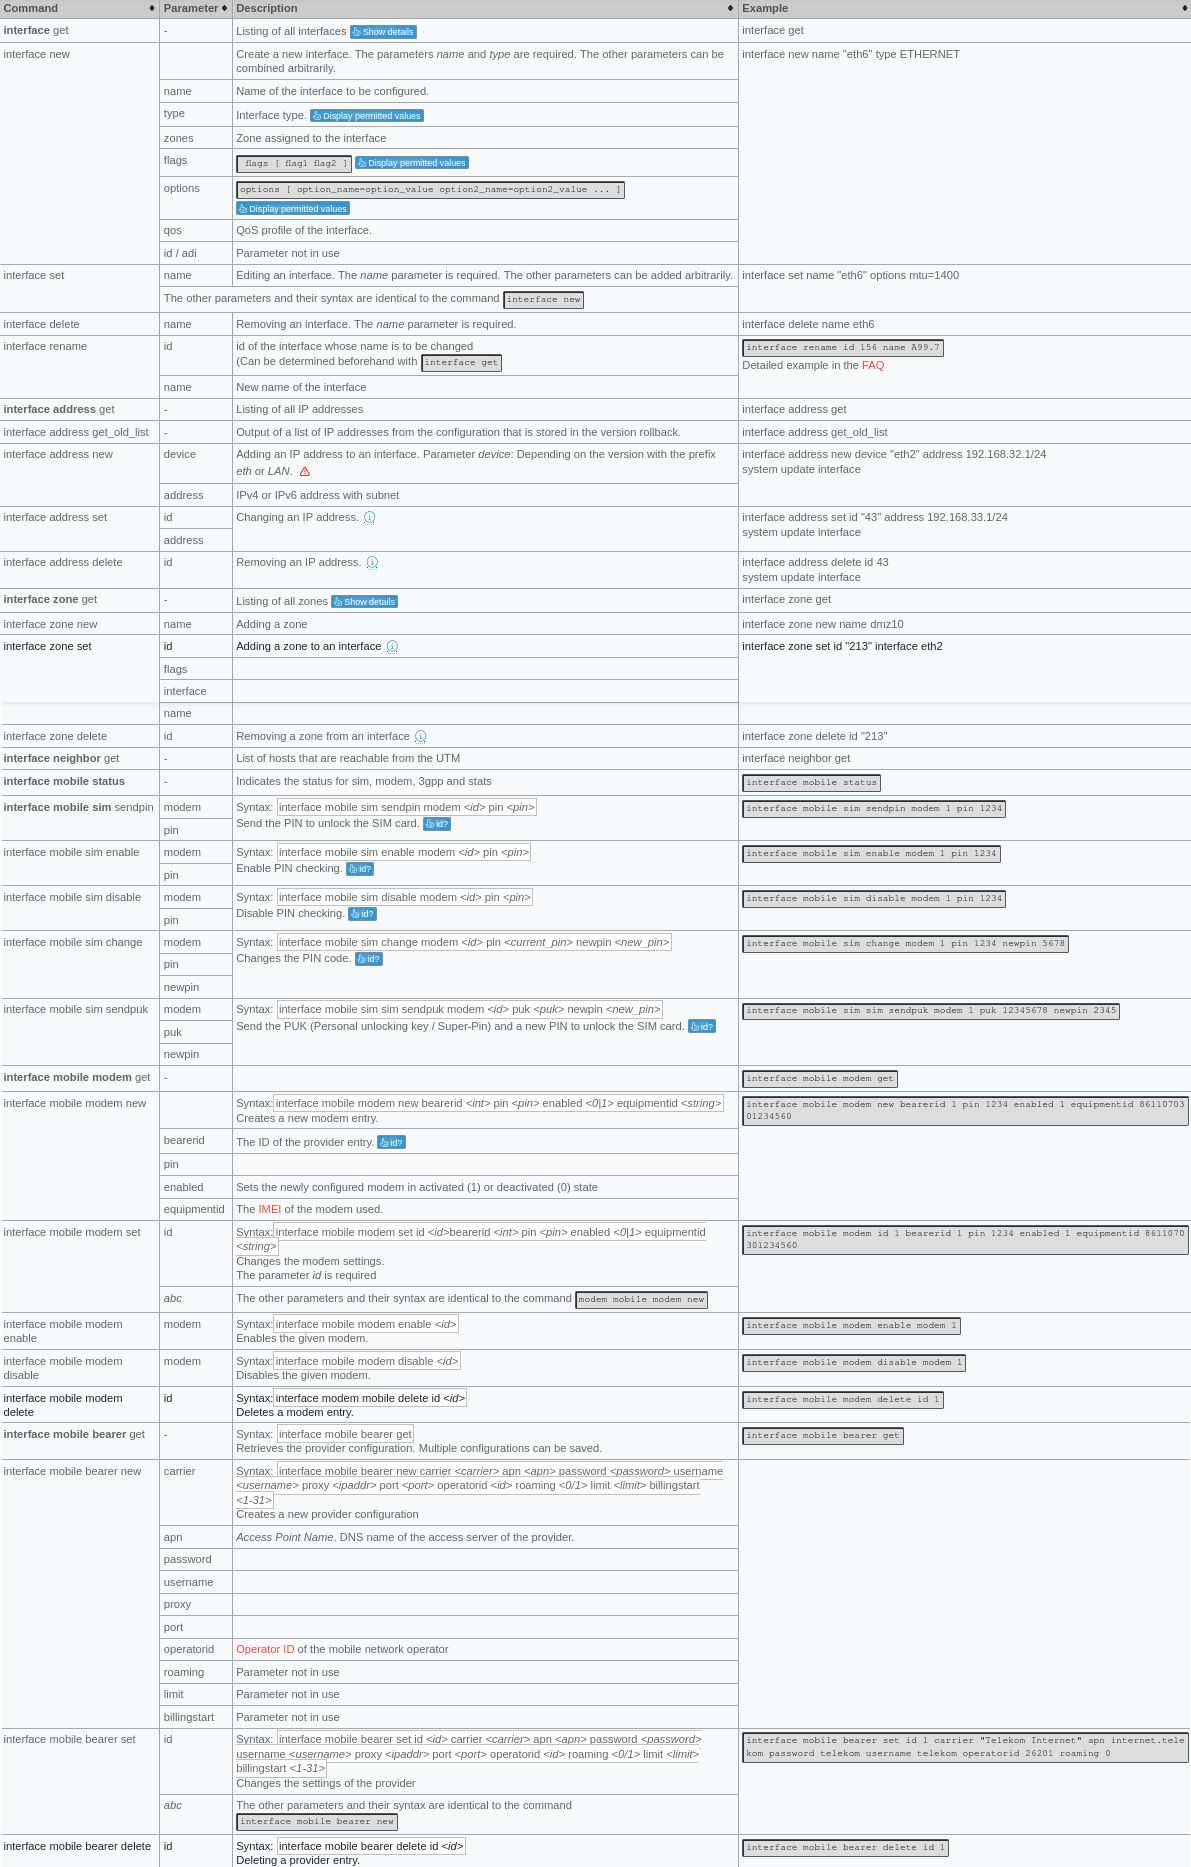 Command Parameter Description Example
interface get - Listing of all interfaces Show details interface get
interface new Create a new interface. The parameters name and type are required. The other parameters can be interface new name "eth6" type ETHERNET
combined arbitrarily.
name Name of the interface to be configured.
type Interface type. Display permitted values
zones Zone assigned to the interface
flags flags [ flag1 flag2 ] Display permitted values
options options [ option_name=option_value option2_name=option2_value ... ]
Display permitted values
qos QoS profile of the interface.
id / adi Parameter not in use
interface set name Editing an interface. The name parameter is required. The other parameters can be added arbitrarily. interface set name "eth6" options mtu=1400
The other parameters and their syntax are identical to the command interface new
interface delete name Removing an interface. The name parameter is required. interface delete name eth6
interface rename id id of the interface whose name is to be changed interface rename id 156 name A99.7
(Can be determined beforehand with interface get Detailed example in the FAQ
name New name of the interface
interface address get - Listing of all IP addresses interface address get
interface address get_old_list - Output of a list of IP addresses from the configuration that is stored in the version rollback. interface address get_old_list
interface address new device Adding an IP address to an interface. Parameter device: Depending on the version with the prefix interface address new device "eth2" address 192.168.32.1/24
eth or LAN. system update interface
address IPv4 or IPv6 address with subnet
interface address set id Changing an IP address. interface address set id "43" address 192.168.33.1/24
address system update interface
interface address delete id Removing an IP address. interface address delete id 43
system update interface
interface zone get - Listing of all zones Show details interface zone get
interface zone new name Adding a zone interface zone new name dmz10
interface zone set id Adding a zone to an interface interface zone set id "213" interface eth2
flags
interface
name
interface zone delete id Removing a zone from an interface interface zone delete id "213"
interface neighbor get - List of hosts that are reachable from the UTM interface neighbor get
interface mobile status - Indicates the status for sim, modem, 3gpp and stats interface mobile status
interface mobile sim sendpin modem Syntax: interface mobile sim sendpin modem <id> pin <pin> interface mobile sim sendpin modem 1 pin 1234
pin Send the PIN to unlock the SIM card. id?
interface mobile sim enable modem Syntax: interface mobile sim enable modem <id> pin <pin> interface mobile sim enable modem 1 pin 1234
pin Enable PIN checking. id?
interface mobile sim disable modem Syntax: interface mobile sim disable modem <id> pin <pin> interface mobile sim disable modem 1 pin 1234
pin Disable PIN checking. id?
interface mobile sim change modem Syntax: interface mobile sim change modem <id> pin <current_pin> newpin <new_pin> interface mobile sim change modem 1 pin 1234 newpin 5678
pin Changes the PIN code. id?
newpin
interface mobile sim sendpuk modem Syntax: interface mobile sim sim sendpuk modem <id> puk <puk> newpin <new_pin> interface mobile sim sim sendpuk modem 1 puk 12345678 newpin 2345
puk Send the PUK (Personal unlocking key / Super-Pin) and a new PIN to unlock the SIM card. id?
newpin
interface mobile modem get - interface mobile modem get
interface mobile modem new Syntax: interface mobile modem new bearerid <int> pin <pin> enabled <0|1> equipmentid <string> interface mobile modem new bearerid 1 pin 1234 enabled 1 equipmentid 86110703
Creates a new modem entry. 01234560
bearerid The ID of the provider entry. id?
pin
enabled Sets the newly configured modem in activated (1) or deactivated (0) state
equipmentid The IMEI of the modem used.
interface mobile modem set id Syntax: interface mobile modem set id <id>bearerid <int> pin <pin> enabled <0|1> equipmentid interface mobile modem id 1 bearerid 1 pin 1234 enabled 1 equipmentid 8611070
<string> 301234560
Changes the modem settings.
The parameter id is required
abc The other parameters and their syntax are identical to the command modem mobile modem new
interface mobile modem modem Syntax: interface mobile modem enable <id> interface mobile modem enable modem 1
enable Enables the given modem.
interface mobile modem modem Syntax: interface mobile modem disable <id> interface mobile modem disable modem 1
disable Disables the given modem.
interface mobile modem id Syntax: interface modem mobile delete id <id> interface mobile modem delete id 1
delete Deletes a modem entry.
interface mobile bearer get - Syntax: interface mobile bearer get interface mobile bearer get
Retrieves the provider configuration. Multiple configurations can be saved.
interface mobile bearer new carrier Syntax: interface mobile bearer new carrier <carrier> apn <apn> password <password> username
<username> proxy <ipaddr> port <port> operatorid <id> roaming <0/1> limit <limit> billingstart
<1-31>
Creates a new provider configuration
apn Access Point Name. DNS name of the access server of the provider.
password
username
proxy
port
operatorid Operator ID of the mobile network operator
roaming Parameter not in use
limit Parameter not in use
billingstart Parameter not in use
interface mobile bearer set id Syntax: interface mobile bearer set id <id> carrier <carrier> apn <apn> password <password> interface mobile bearer set id 1 carrier "Telekom Internet" apn internet.tele
username <username> proxy <ipaddr> port <port> operatorid <id> roaming <0/1> limit <limit> kom password telekom username telekom operatorid 26201 roaming 0
billingstart <1-31>
Changes the settings of the provider
abc The other parameters and their syntax are identical to the command
interface mobile bearer new
interface mobile bearer delete id Syntax: interface mobile bearer delete id <id> interface mobile bearer delete id 1
Deleting a provider entry.